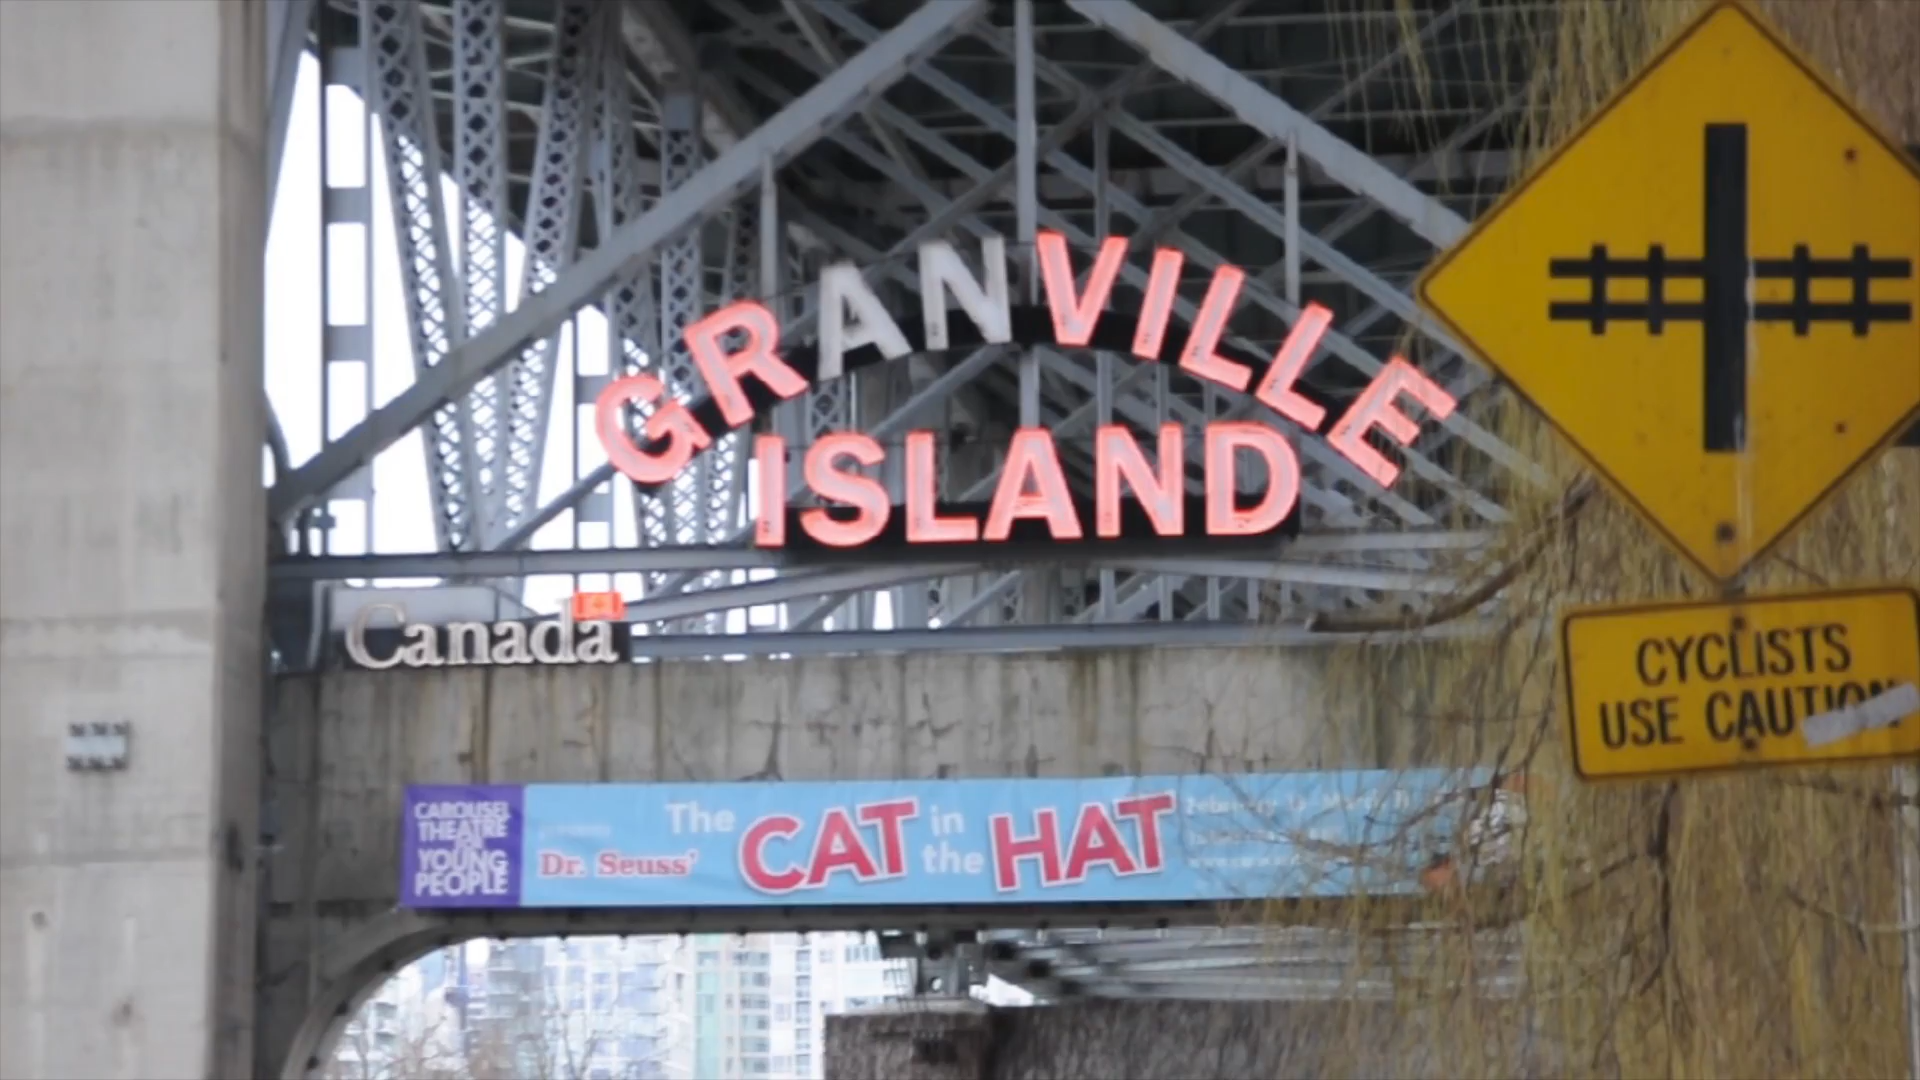 GRANVILLE
ISLAND
Canada
CYCLISTS
USE CAUTION
CAROUSEL
THEATRE
FOR
YOUNG
PEOPLE
Dr. Seuss'
The CAT in the HAT